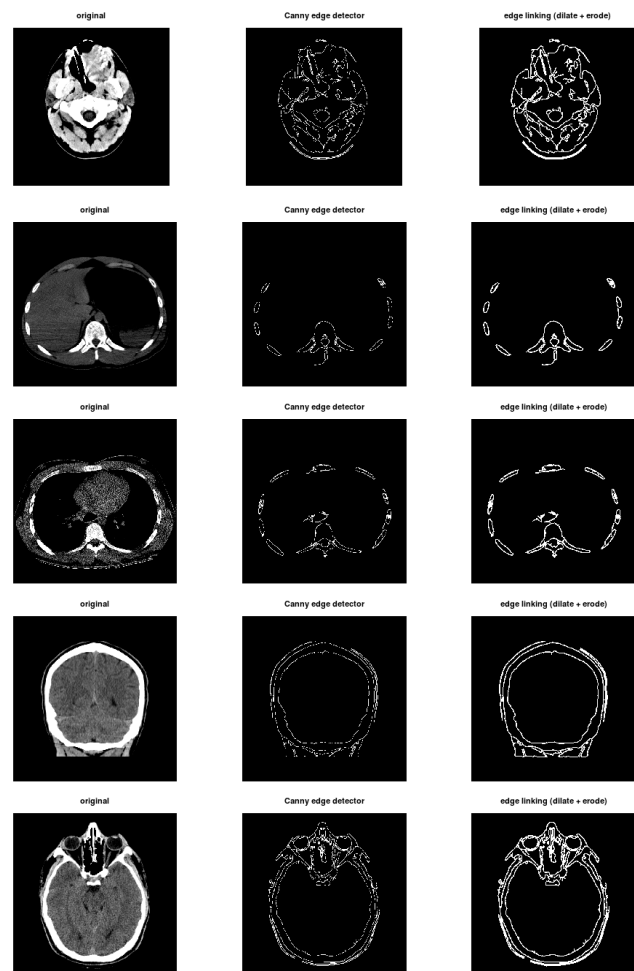 original
Canny edge detector
edge linking (dilate + erode)
original
Canny edge detector
edge linking (dilate + erode)
original
Canny edge detector
edge linking (dilate + erode)
original
Canny edge detector
edge linking (dilate + erode)
original
Canny edge detector
edge linking (dilate + erode)